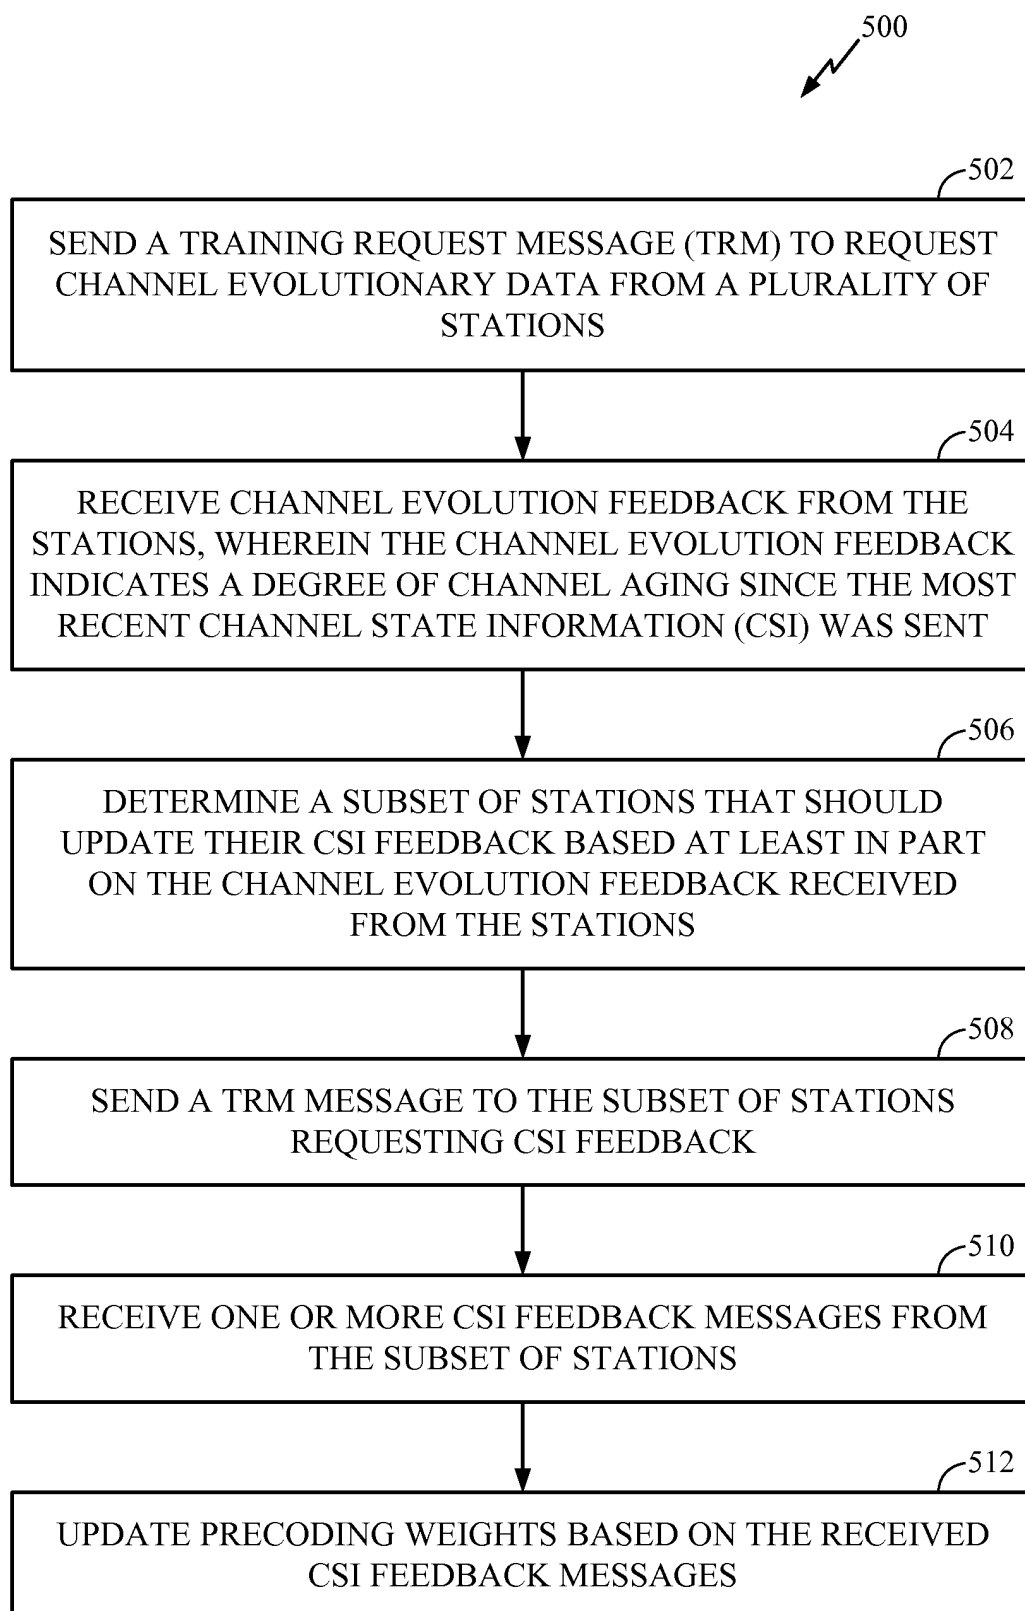 500
502
SEND A TRAINING REQUEST MESSAGE (TRM) TO REQUEST
CHANNEL EVOLUTIONARY DATA FROM A PLURALITY OF
STATIONS
504
RECEIVE CHANNEL EVOLUTION FEEDBACK FROM THE
STATIONS, WHEREIN THE CHANNEL EVOLUTION FEEDBACK
INDICATES A DEGREE OF CHANNEL AGING SINCE THE MOST
RECENT CHANNEL STATE INFORMATION (CSI) WAS SENT
506
DETERMINE A SUBSET OF STATIONS THAT SHOULD
UPDATE THEIR CSI FEEDBACK BASED AT LEAST IN PART
ON THE CHANNEL EVOLUTION FEEDBACK RECEIVED
FROM THE STATIONS
508
SEND A TRM MESSAGE TO THE SUBSET OF STATIONS
REQUESTING CSI FEEDBACK
510
RECEIVE ONE OR MORE CSI FEEDBACK MESSAGES FROM
THE SUBSET OF STATIONS
512
UPDATE PRECODING WEIGHTS BASED ON THE RECEIVED
CSI FEEDBACK MESSAGES